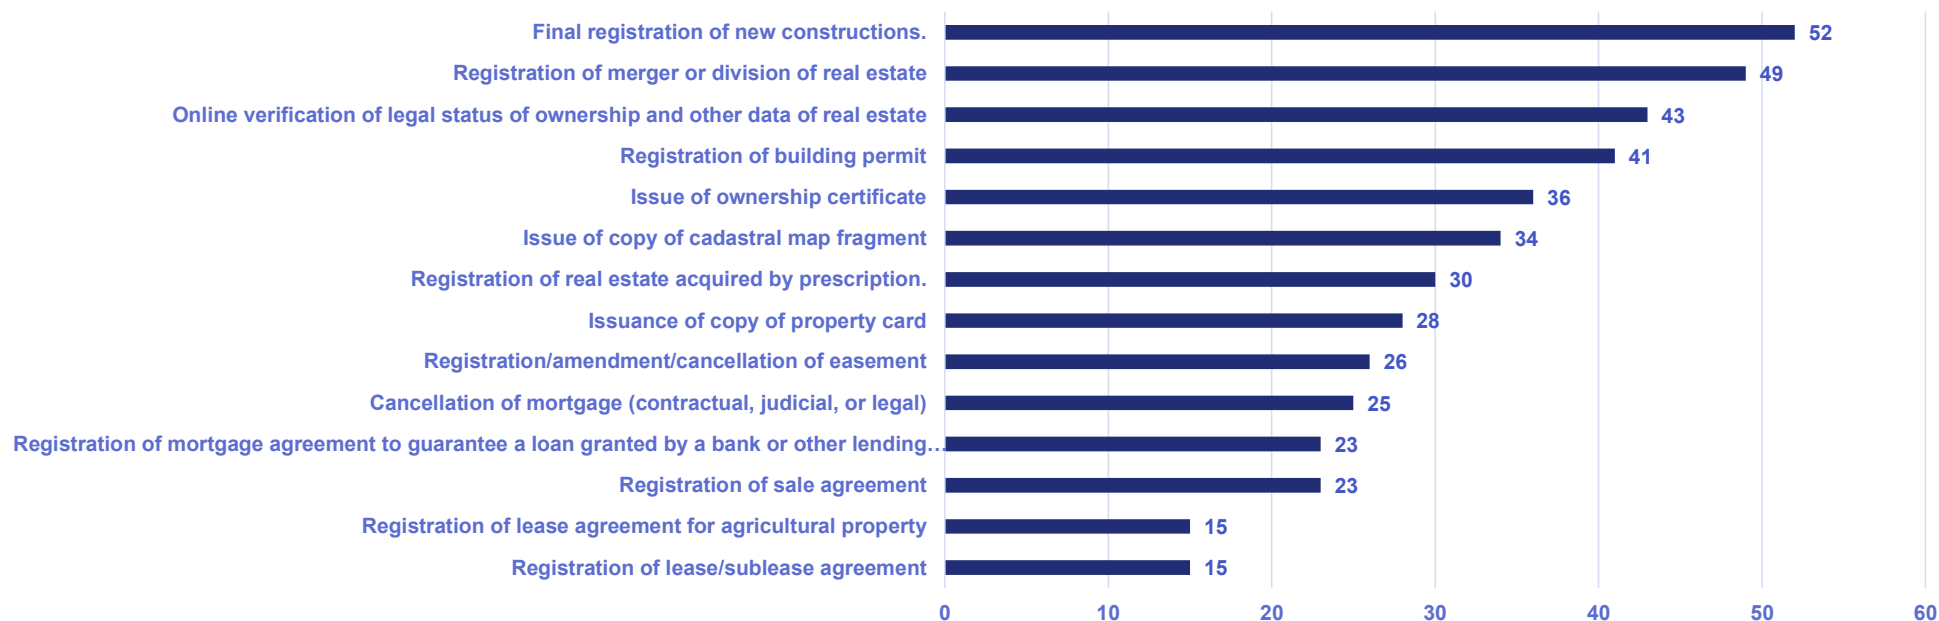 Final registration of new constructions. 52
Registration of merger or division of real estate 49
Online verification of legal status of ownership and other data of real estate 43
Registration of building permit 41
Issue of ownership certificate 36
Issue of copy of cadastral map fragment 34
Registration of real estate acquired by prescription. 30
Issuance of copy of property card 28
Registration/amendment/cancellation of easement 26
Cancellation of mortgage (contractual, judicial, or legal) 25
Registration of mortgage agreement to guarantee a loan granted by a bank or other lending… 23
Registration of sale agreement 23
Registration of lease agreement for agricultural property 15
Registration of lease/sublease agreement 15
0 10 20 30 40 50 60